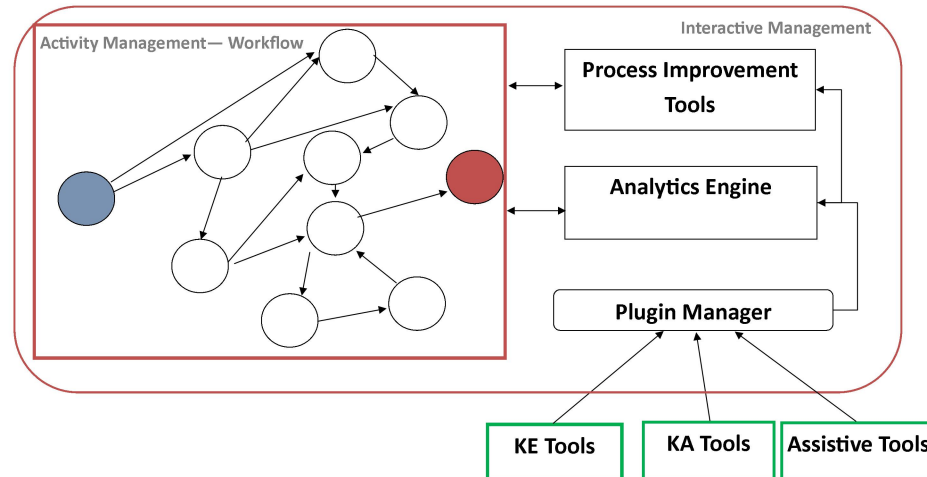 Activity Management— Workflow
Interactive Management
Process Improvement
Tools
Analytics Engine
Plugin Manager
KE Tools
KA Tools
Assistive Tools